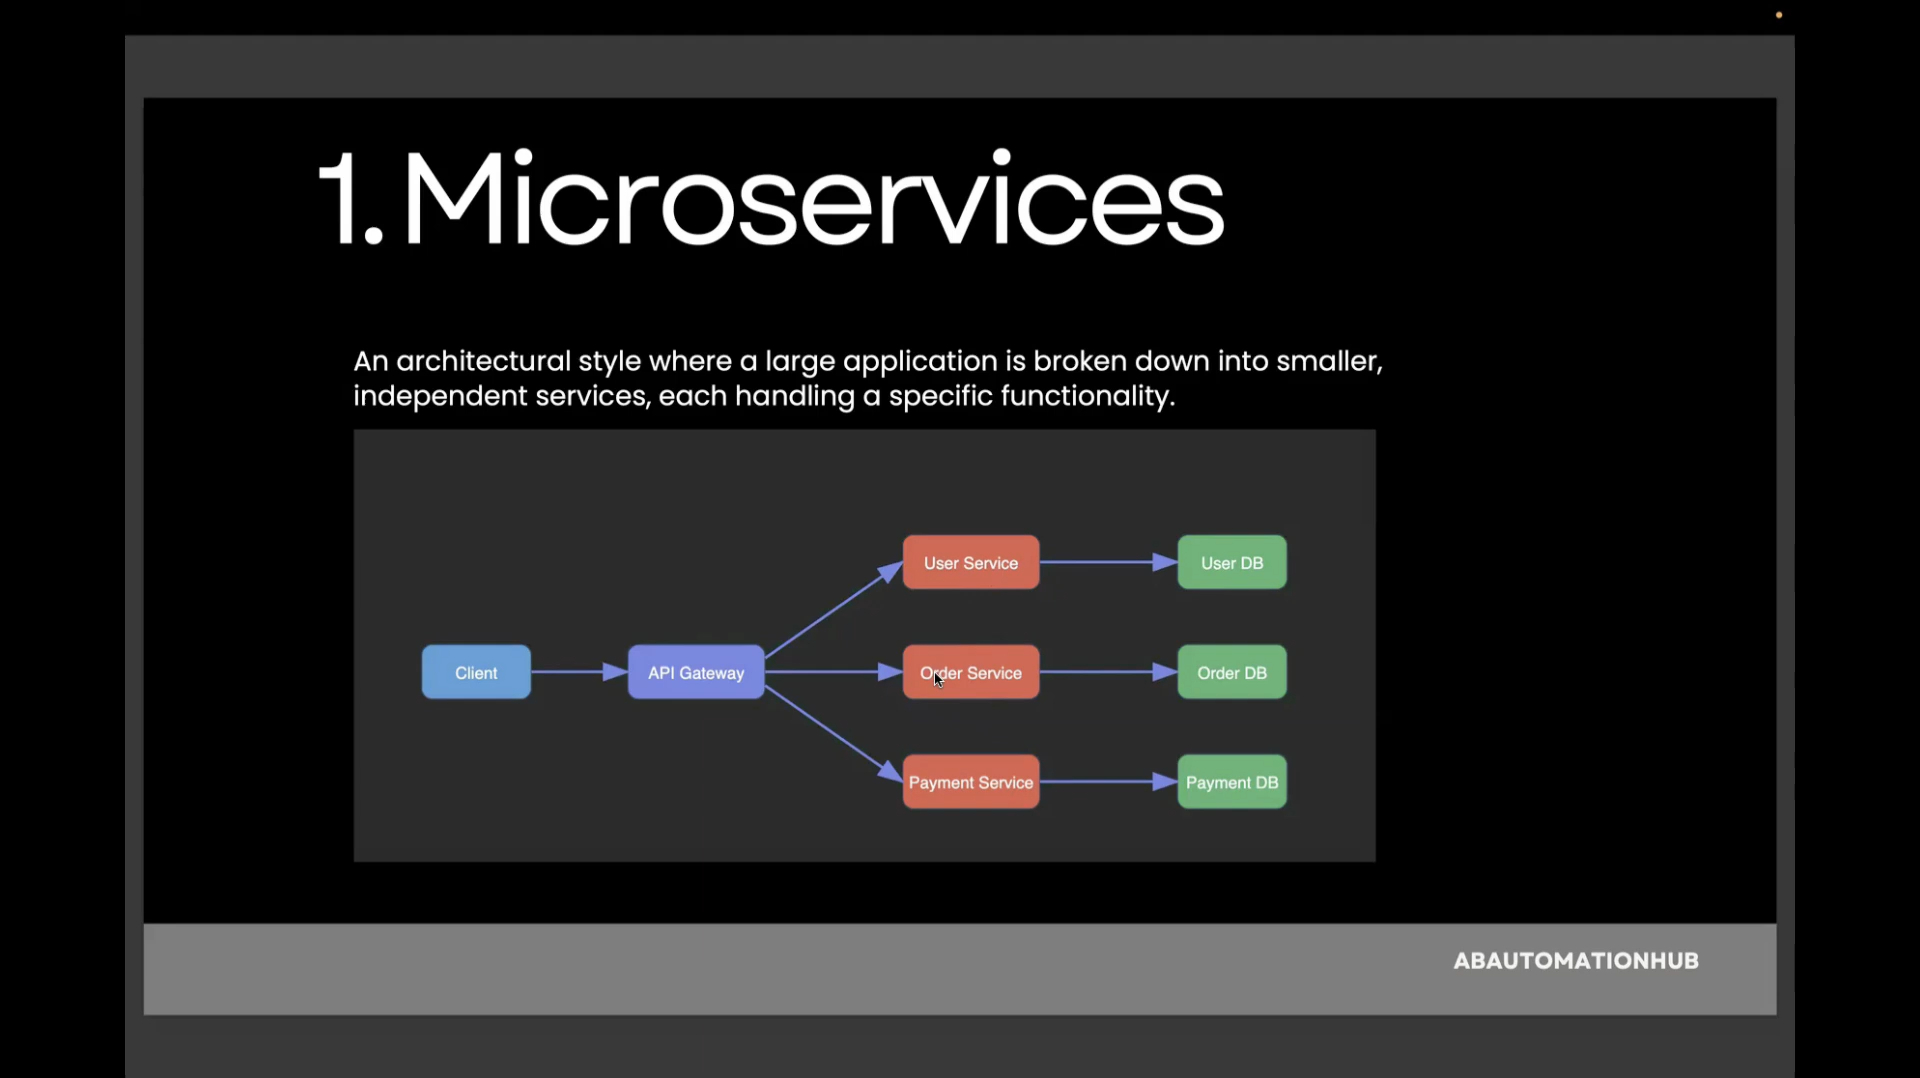 1. Microservices
An architectural style where a large application is broken down into smaller,
independent services, each handling a specific functionality.
User Service
User DB
Client
API Gateway
Order Service
Order DB
Payment Service
Payment DB
ABAUTOMATIONHUB